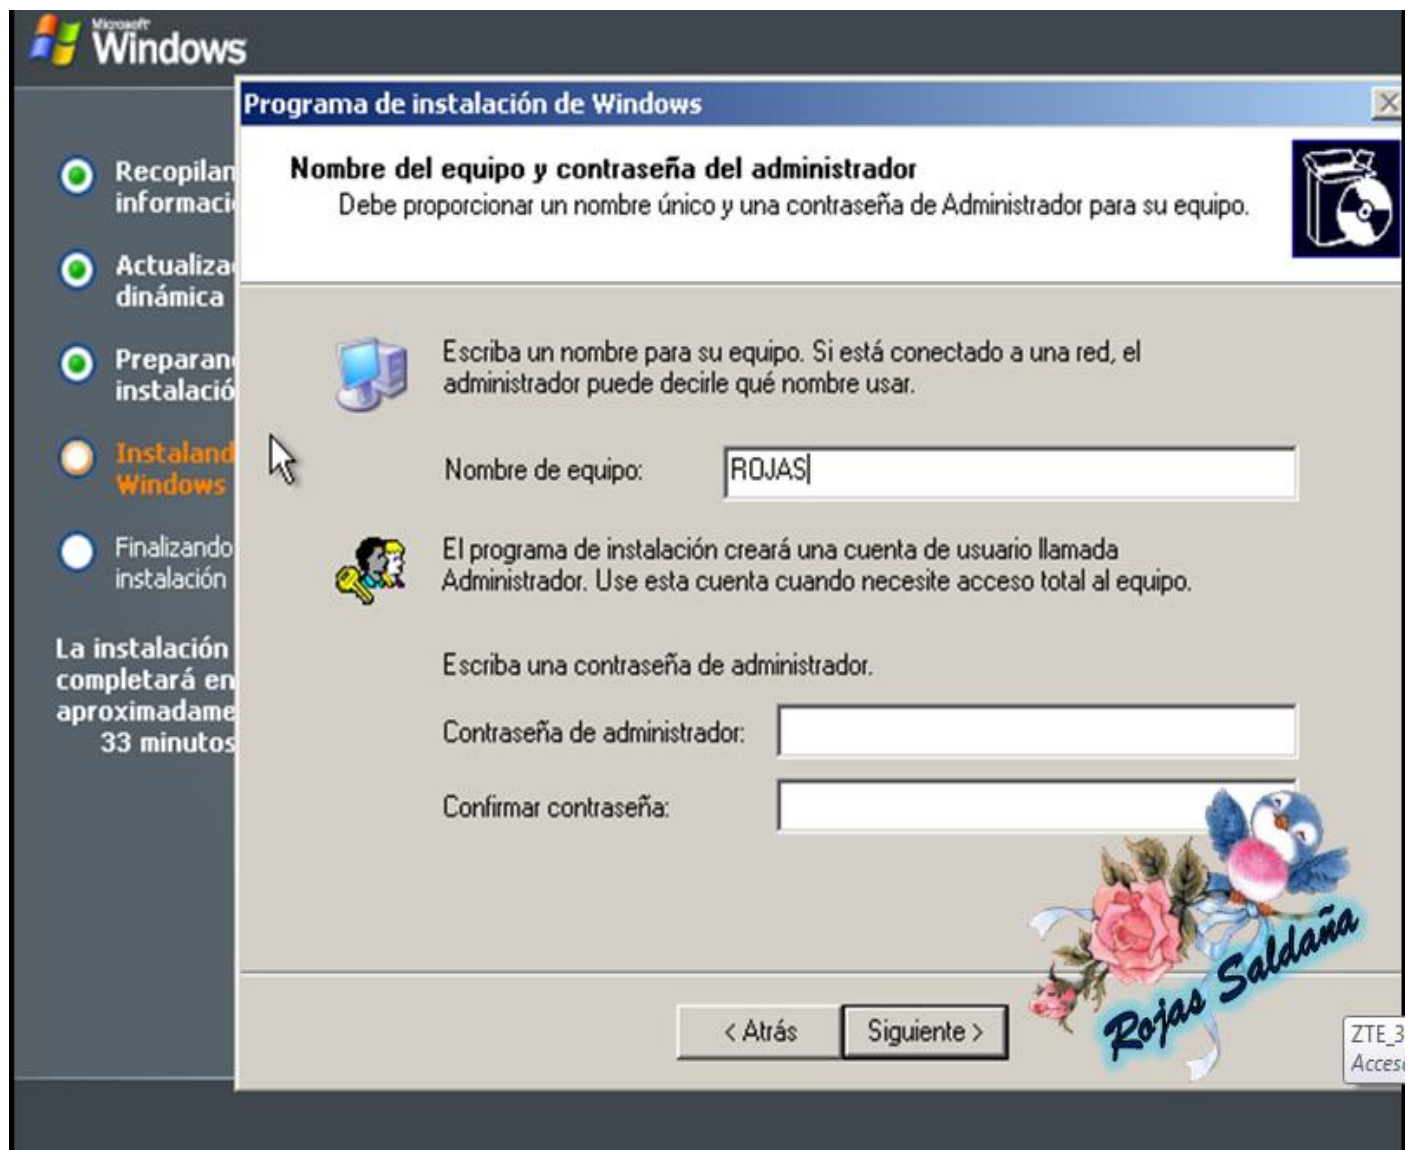 Microsoft
Windows
Programa de instalación de Windows
Nombre del equipo y contraseña del administrador
Debe proporcionar un nombre único y una contraseña de Administrador para su equipo.
Recopilan
informaci
Actualiza
dinámica
Preparan
instalació
Instaland
Windows
Finalizando
instalación
La instalación
completará en
aproximadame
33 minutos
Escriba un nombre para su equipo. Si está conectado a una red, el
administrador puede decirle qué nombre usar.
Nombre de equipo: ROJAS
El programa de instalación creará una cuenta de usuario llamada
Administrador. Use esta cuenta cuando necesite acceso total al equipo.
Escriba una contraseña de administrador.
Contraseña de administrador:
Confirmar contraseña:
< Atrás
Siguiente >
Rojas Saldaña
ZTE_3
Acces